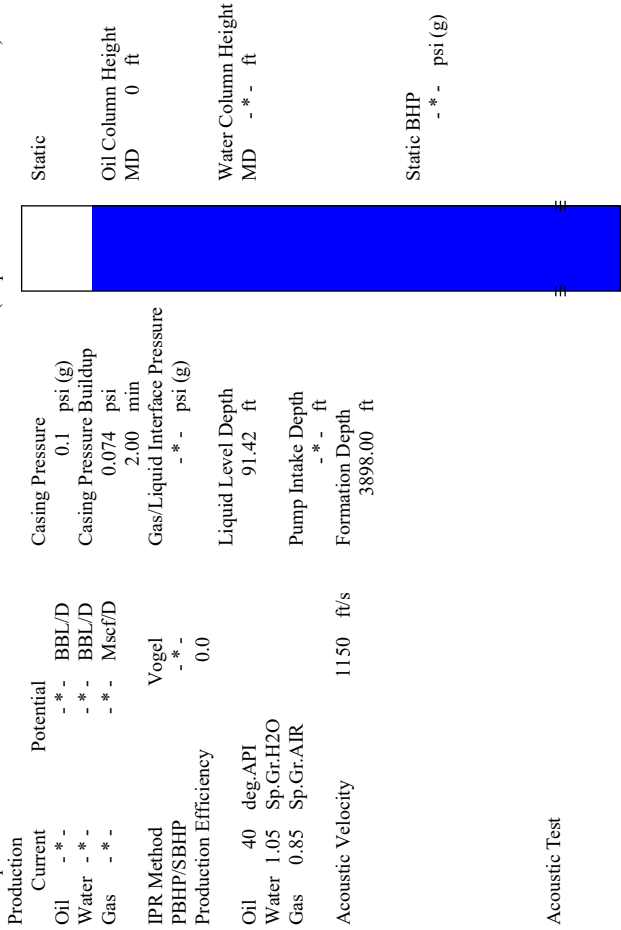 Production
Current Potential
Oil - * - - * - BBL/D
Water - * - - * - BBL/D
Gas - * - - * - Mscf/D
IPR Method Vogel
PBHP/SBHP - * -
Production Efficiency 0.0
Oil 40 deg.API
Water 1.05 Sp.Gr.H2O
Gas 0.85 Sp.Gr.AIR
Acoustic Velocity 1150 ft/s
Acoustic Test
Casing Pressure
0.1 psi (g)
Casing Pressure Buildup
0.074 psi
2.00 min
Gas/Liquid Interface Pressure
- * - psi (g)
Liquid Level Depth
91.42 ft
Pump Intake Depth
- * - ft
Formation Depth
3898.00 ft
Static
Oil Column Height
MD 0 ft
Water Column Height
MD - * - ft
Static BHP
- * - psi (g)